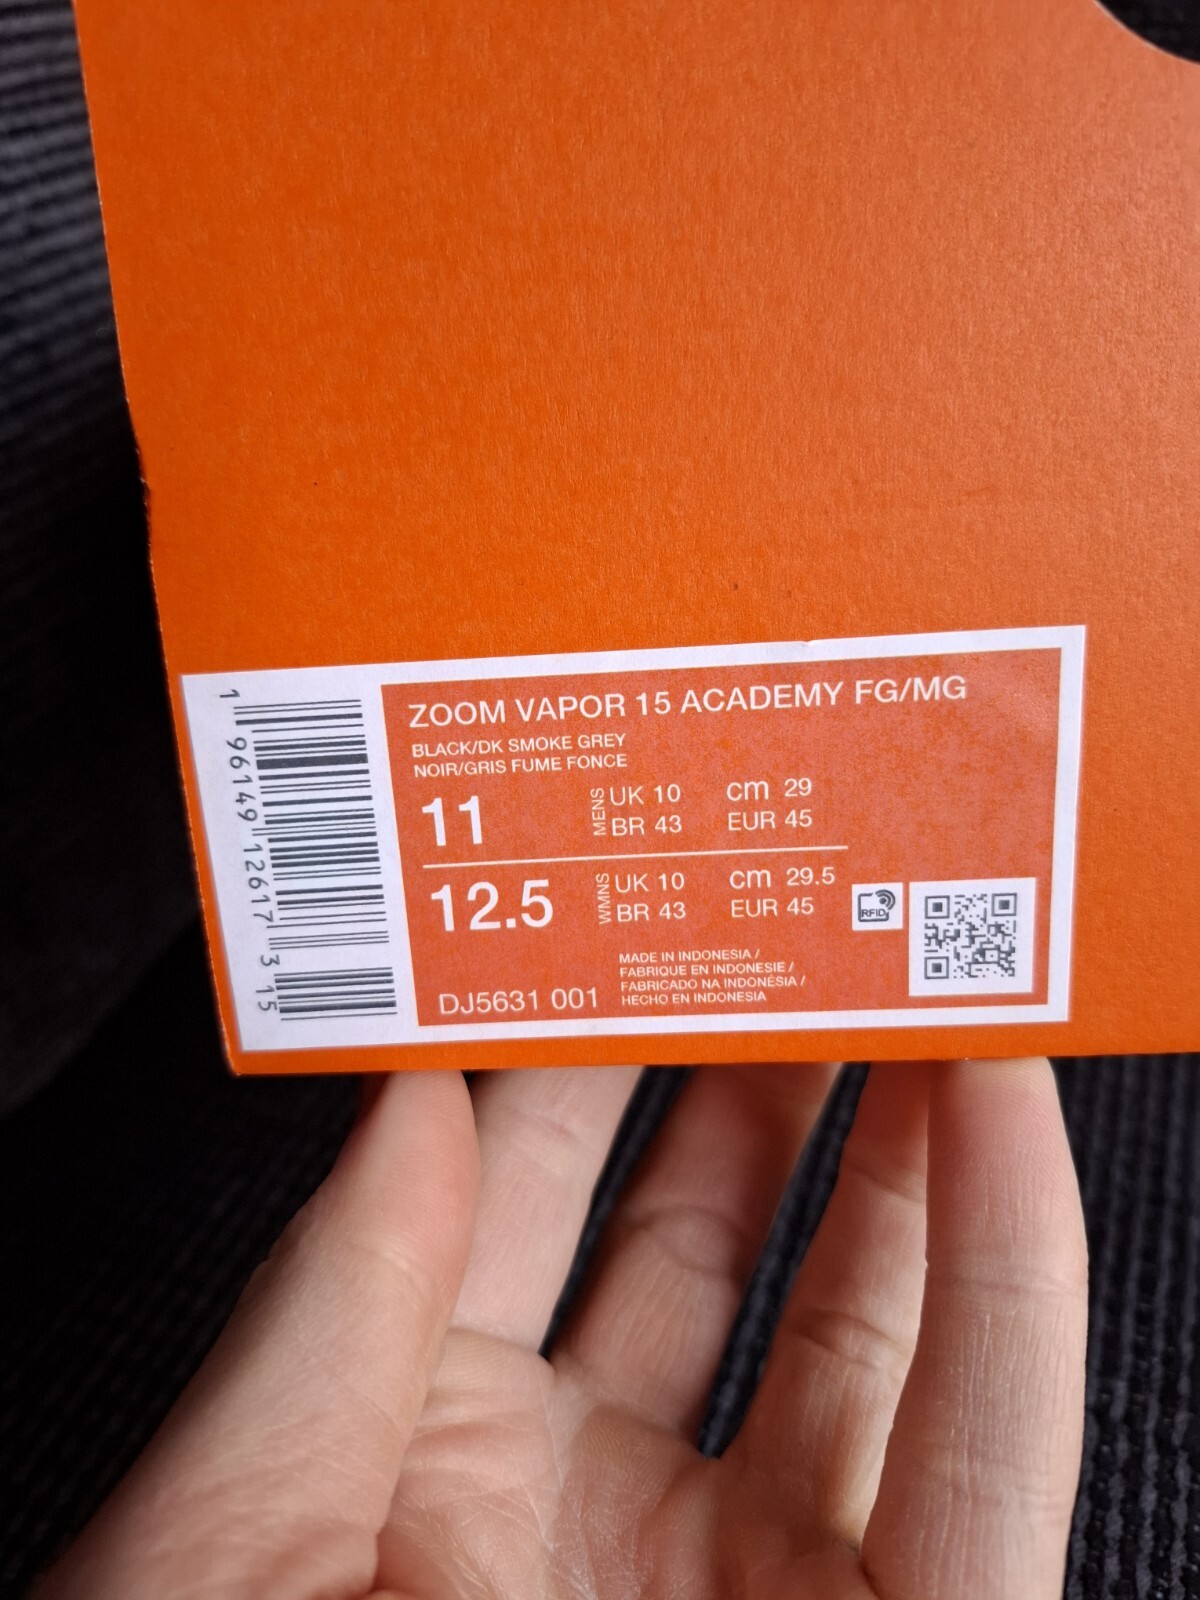 ZOOM VAPOR 15 ACADEMY FG/MG
BLACK/DK SMOKE GREY
NOIR/GRIS FUME FONCE
11 MENS UK 10 cm 29
BR 43 EUR 45
12.5 WMNS UK 10 cm 29.5
BR 43 EUR 45
RFID
MADE IN INDONESIA /
FABRIQUE EN INDONESIE /
FABRICADO NA INDONÉSIA /
HECHO EN INDONESIA
DJ5631 001
1 96149 12617 3 15